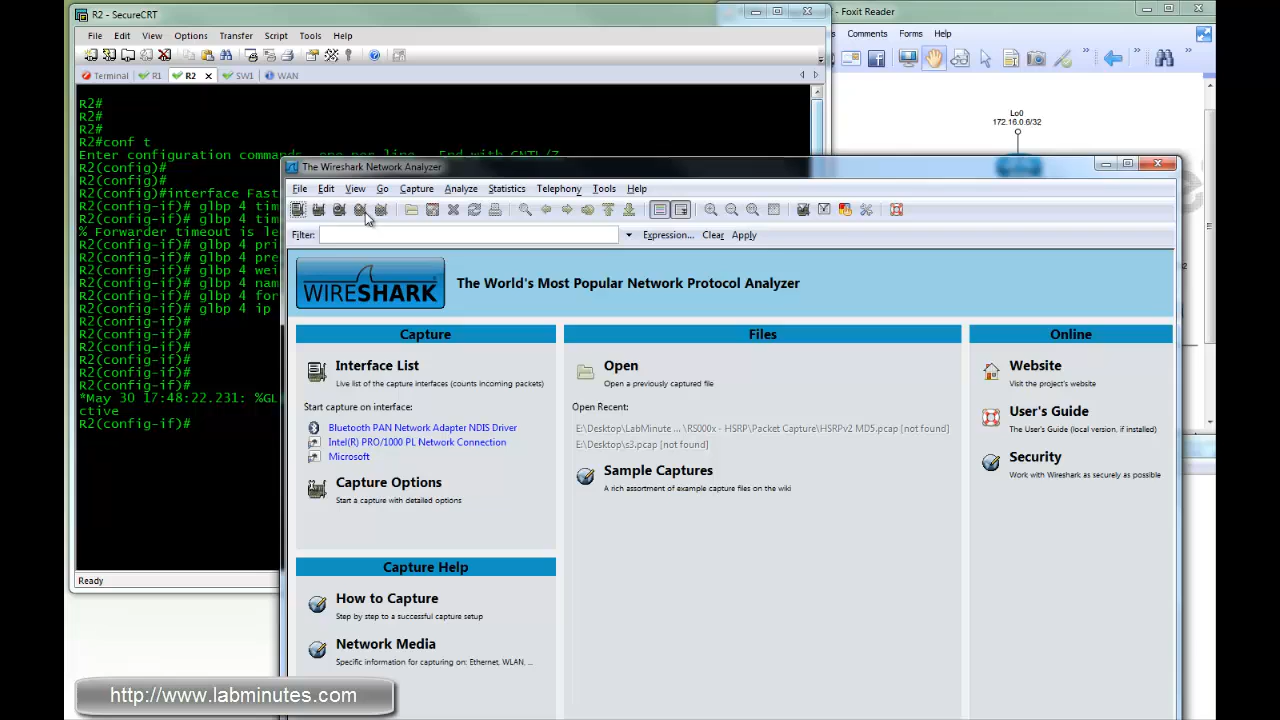 R2 - SecureCRT
- Foxit Reader
File Edit View Options Transfer Script Tools Help
Comments Forms Help
Terminal R1 R2 SW1 WAN
R2#
R2#
R2#
R2#conf t
Enter configuration commands, one per line. End with CNTL/Z.
R2(config)#
R2(config)#
R2(config)#interface Fast
R2(config-if)# glbp 4 tim
R2(config-if)# glbp 4 tim
% Forwarder timeout is le
R2(config-if)# glbp 4 pri
R2(config-if)# glbp 4 pre
R2(config-if)# glbp 4 wei
R2(config-if)# glbp 4 nam
R2(config-if)# glbp 4 for
R2(config-if)# glbp 4 ip
R2(config-if)#
R2(config-if)#
R2(config-if)#
R2(config-if)#
R2(config-if)#
R2(config-if)#
*May 30 17:48:22.231: %GL
ctive
R2(config-if)#
Ready
Lo0
172.16.0.6/32
The Wireshark Network Analyzer
File Edit View Go Capture Analyze Statistics Telephony Tools Help
Filter: Expression... Clear Apply
WIRESHARK The World's Most Popular Network Protocol Analyzer
Capture
Interface List
Live list of the capture interfaces (counts incoming packets)
Start capture on interface:
Bluetooth PAN Network Adapter NDIS Driver
Intel(R) PRO/1000 PL Network Connection
Microsoft
Capture Options
Start a capture with detailed options
Capture Help
How to Capture
Step by step to a successful capture setup
Network Media
Specific information for capturing on: Ethernet, WLAN, ...
Files
Open
Open a previously captured file
Open Recent:
E:\Desktop\LabMinute ... \RS000x - HSRP\Packet Capture\HSRPv2 MD5.pcap [not found]
E:\Desktop\s3.pcap [not found]
Sample Captures
A rich assortment of example capture files on the wiki
Online
Website
Visit the project's website
User's Guide
The User's Guide (local version, if installed)
Security
Work with Wireshark as securely as possible
http://www.labminutes.com